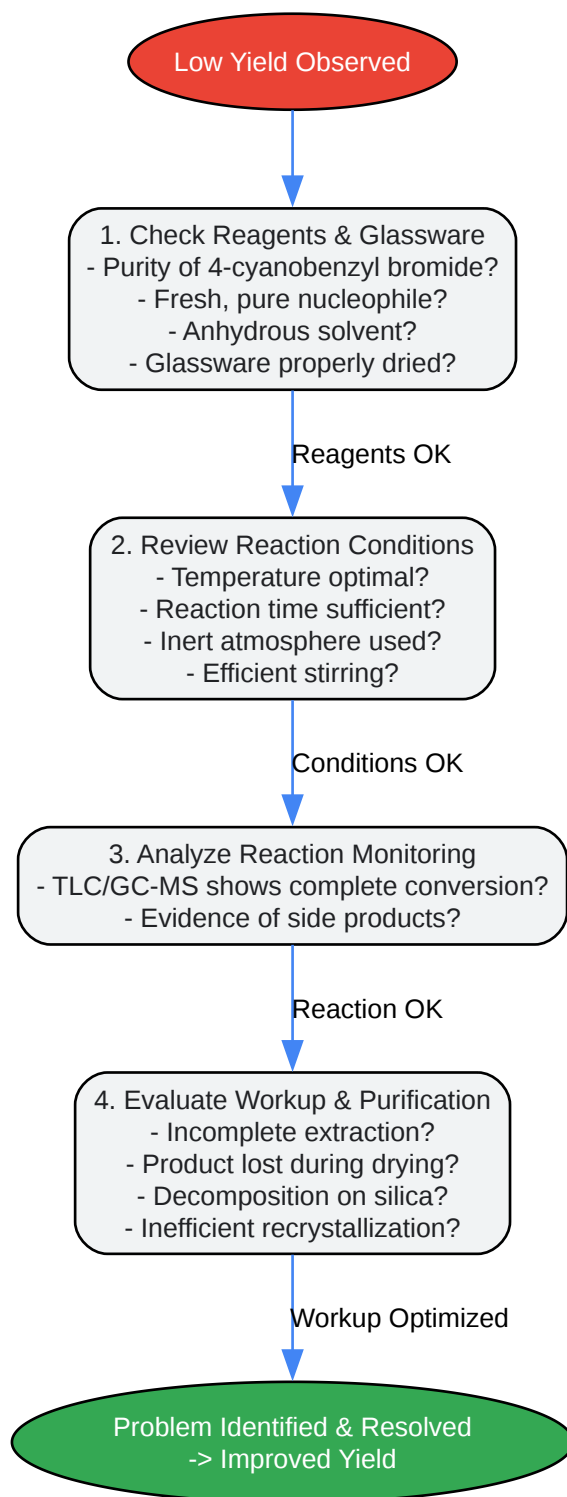 Low Yield Observed
1. Check Reagents & Glassware
- Purity of 4-cyanobenzyl bromide?
- Fresh, pure nucleophile?
- Anhydrous solvent?
- Glassware properly dried?
Reagents OK
2. Review Reaction Conditions
- Temperature optimal?
- Reaction time sufficient?
- Inert atmosphere used?
- Efficient stirring?
Conditions OK
3. Analyze Reaction Monitoring
- TLC/GC-MS shows complete conversion?
- Evidence of side products?
Reaction OK
4. Evaluate Workup & Purification
- Incomplete extraction?
- Product lost during drying?
- Decomposition on silica?
- Inefficient recrystallization?
Workup Optimized
Problem Identified & Resolved
-> Improved Yield